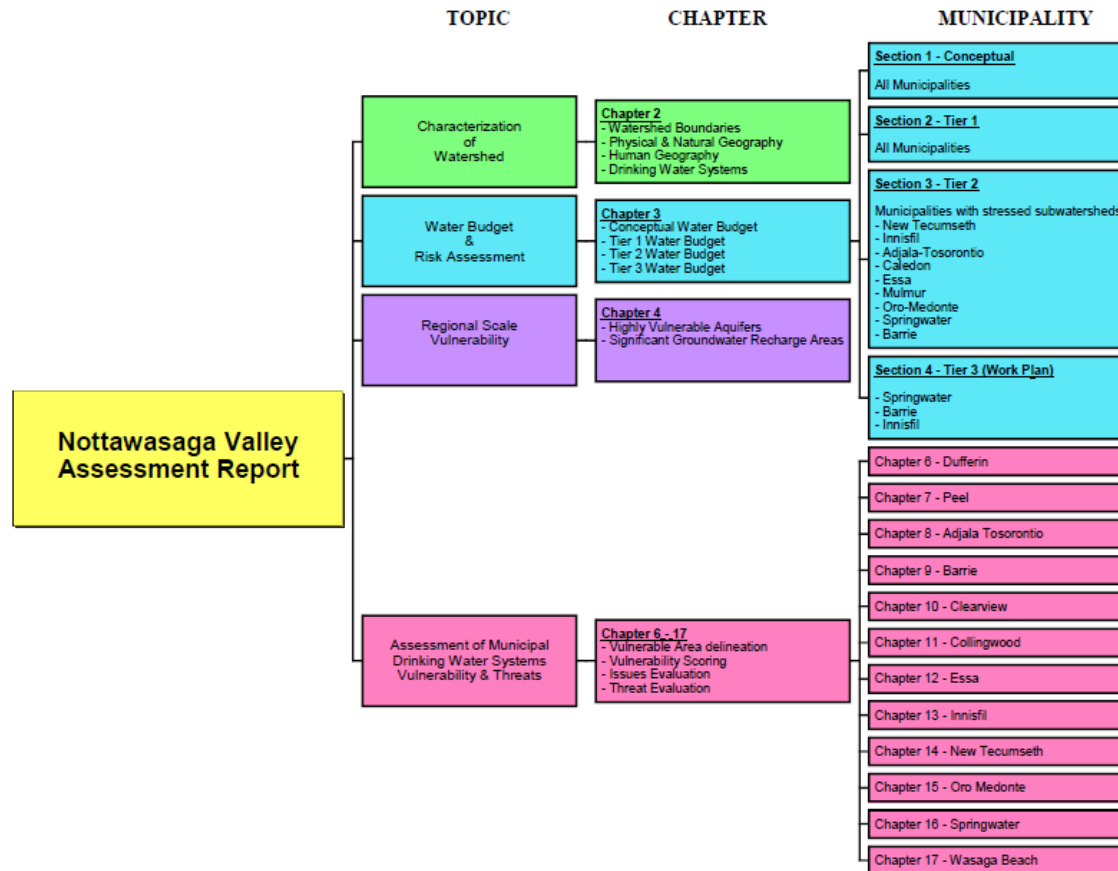 TOPIC
CHAPTER
MUNICIPALITY
Nottawasaga Valley
Assessment Report
Characterization
of
Watershed
Chapter 2
- Watershed Boundaries
- Physical & Natural Geography
- Human Geography
- Drinking Water Systems
Water Budget
&
Risk Assessment
Chapter 3
- Conceptual Water Budget
- Tier 1 Water Budget
- Tier 2 Water Budget
- Tier 3 Water Budget
Section 1 - Conceptual
All Municipalities
Section 2 - Tier 1
All Municipalities
Section 3 - Tier 2
Municipalities with stressed subwatersheds
- New Tecumseth
- Innisfil
- Adjala-Tosorontio
- Caledon
- Essa
- Mulmur
- Oro-Medonte
- Springwater
- Barrie
Section 4 - Tier 3 (Work Plan)
- Springwater
- Barrie
- Innisfil
Regional Scale
Vulnerability
Chapter 4
- Highly Vulnerable Aquifers
- Significant Groundwater Recharge Areas
Assessment of Municipal
Drinking Water Systems
Vulnerability & Threats
Chapter 6 - 17
- Vulnerable Area delineation
- Vulnerability Scoring
- Issues Evaluation
- Threat Evaluation
Chapter 6 - Dufferin
Chapter 7 - Peel
Chapter 8 - Adjala Tosorontio
Chapter 9 - Barrie
Chapter 10 - Clearview
Chapter 11 - Collingwood
Chapter 12 - Essa
Chapter 13 - Innisfil
Chapter 14 - New Tecumseth
Chapter 15 - Oro Medonte
Chapter 16 - Springwater
Chapter 17 - Wasaga Beach